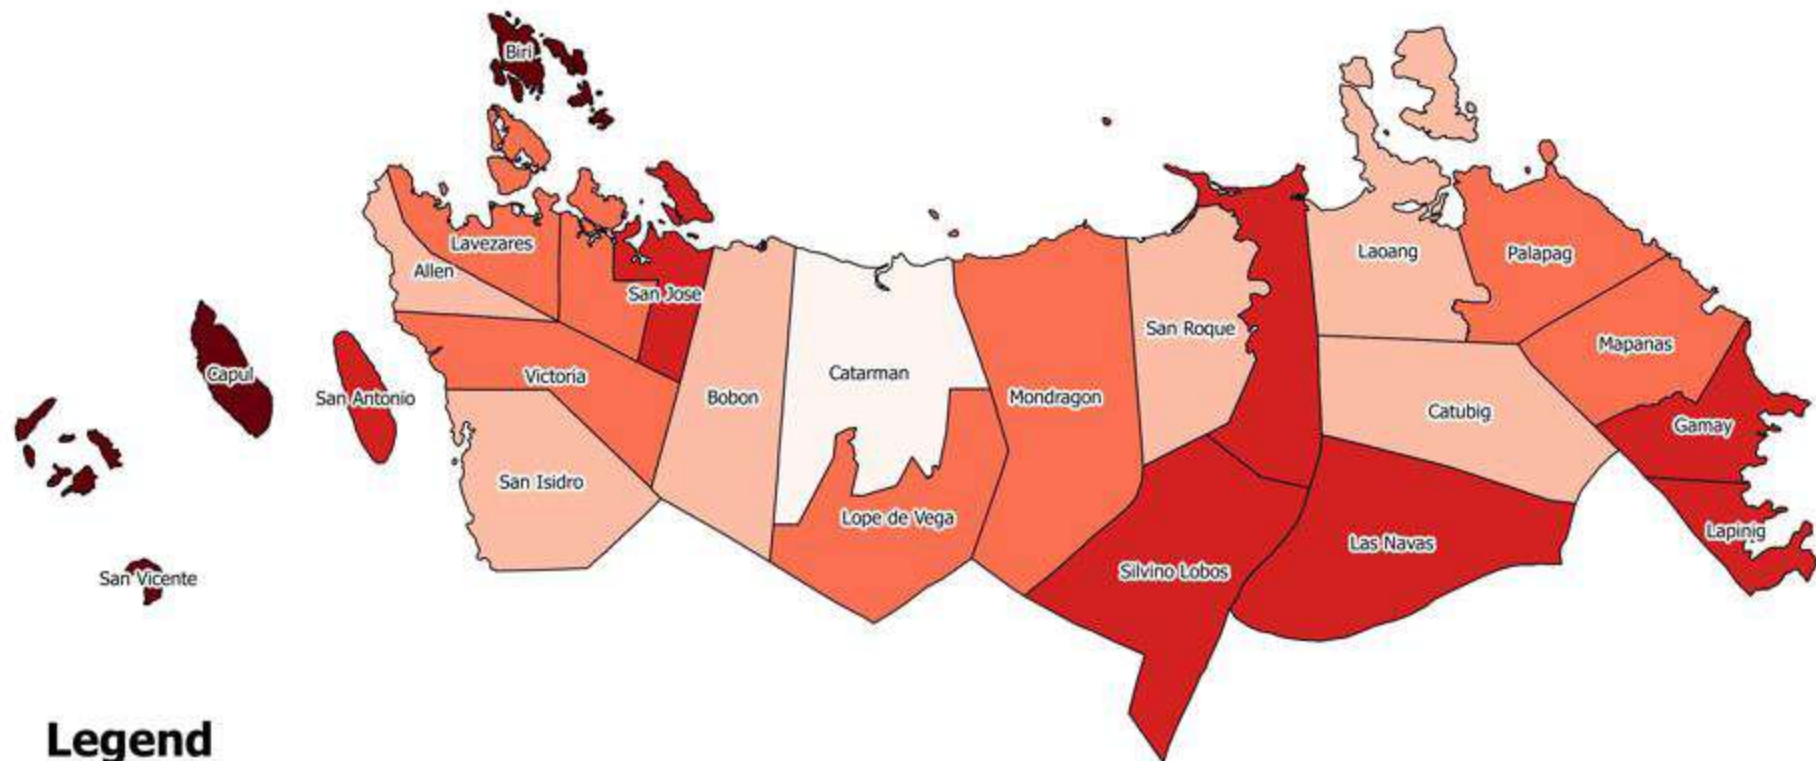 Biri
Lavezares
Allen
San Jose
Laoang
Palapag
San Roque
Mapanas
Capul
San Antonio
Victoria
Bobon
Catarman
Mondragon
Catubig
Gamay
San Isidro
Lope de Vega
Las Navas
Lapinig
San Vicente
Silvino Lobos
Legend